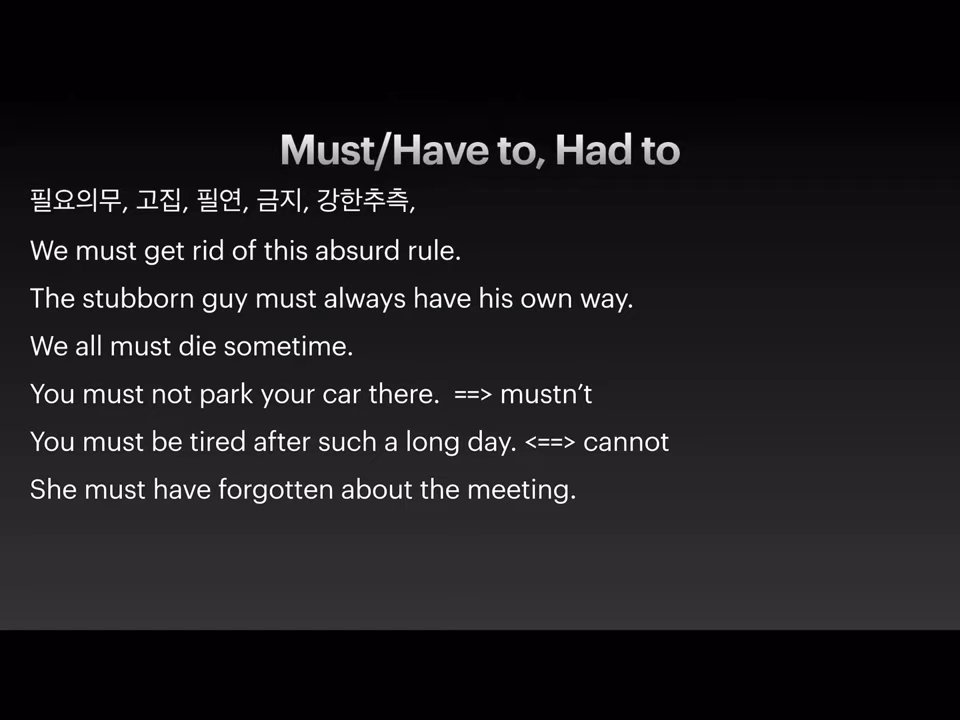 Must/Have to, Had to
필요의무, 고집, 필연, 금지, 강한추측,
We must get rid of this absurd rule.
The stubborn guy must always have his own way.
We all must die sometime.
You must not park your car there.  ==> mustn’t
You must be tired after such a long day. <==> cannot
She must have forgotten about the meeting.